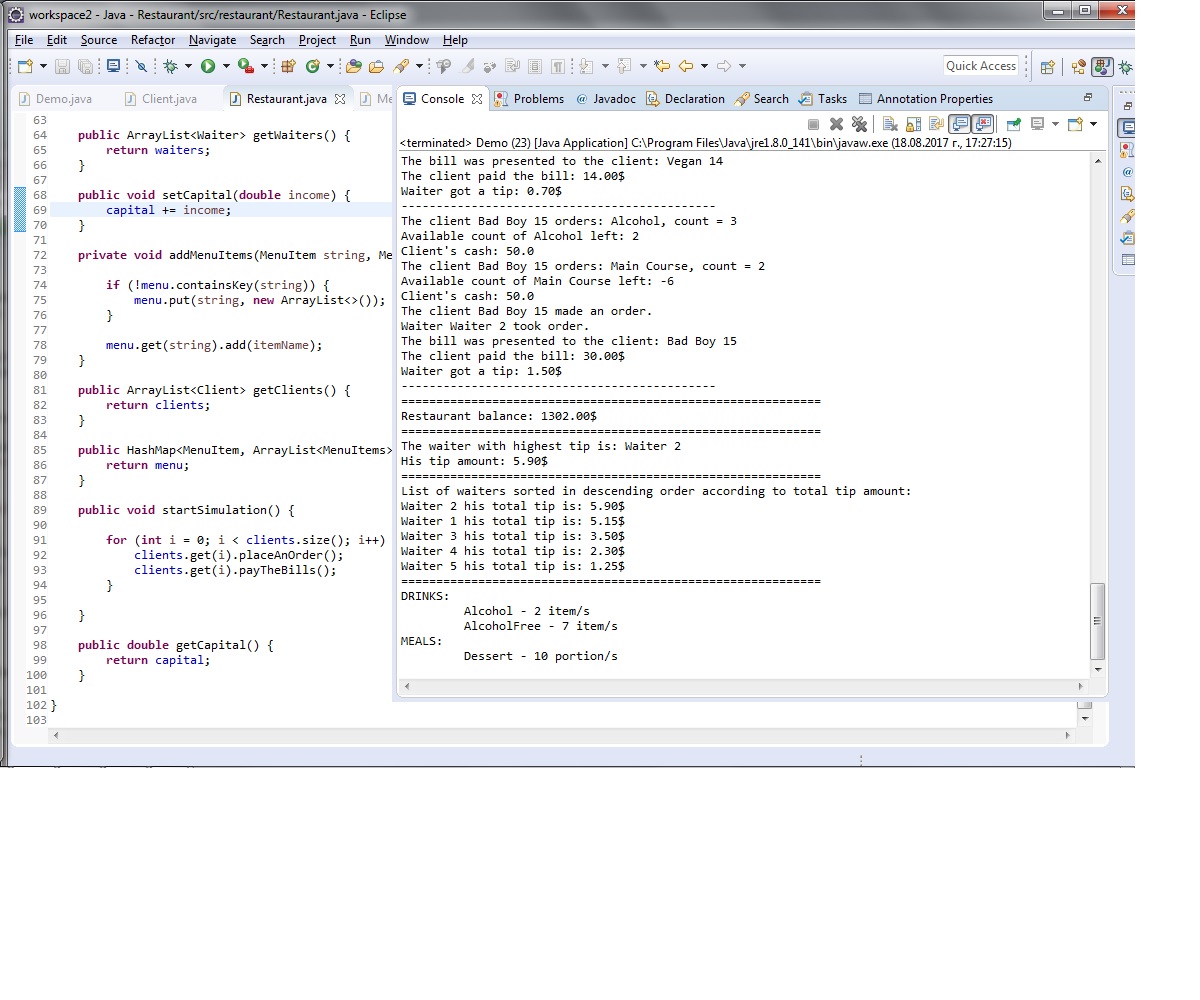 workspace2 - Java - Restaurant/src/restaurant/Restaurant.java - Eclipse
File Edit Source Refactor Navigate Search Project Run Window Help
Quick Access
Demo.java Client.java Restaurant.java Me
63
64 public ArrayList<Waiter> getWaiters() {
65 return waiters;
66 }
67
68 public void setCapital(double income) {
69 capital += income;
70 }
71
72 private void addMenuItems(MenuItem string, Me
73
74 if (!menu.containsKey(string)) {
75 menu.put(string, new ArrayList<>());
76 }
77
78 menu.get(string).add(itemName);
79 }
80
81 public ArrayList<Client> getClients() {
82 return clients;
83 }
84
85 public HashMap<MenuItem, ArrayList<MenuItems>
86 return menu;
87 }
88
89 public void startSimulation() {
90
91 for (int i = 0; i < clients.size(); i++)
92 clients.get(i).placeAnOrder();
93 clients.get(i).payTheBills();
94 }
95
96 }
97
98 public double getCapital() {
99 return capital;
100 }
101
102 }
103
Console Problems @ Javadoc Declaration Search Tasks Annotation Properties
<terminated> Demo (23) [Java Application] C:\Program Files\Java\jre1.8.0_141\bin\javaw.exe (18.08.2017 г., 17:27:15)
The bill was presented to the client: Vegan 14
The client paid the bill: 14.00$
Waiter got a tip: 0.70$
---------------------------------------------
The client Bad Boy 15 orders: Alcohol, count = 3
Available count of Alcohol left: 2
Client's cash: 50.0
The client Bad Boy 15 orders: Main Course, count = 2
Available count of Main Course left: -6
Client's cash: 50.0
The client Bad Boy 15 made an order.
Waiter Waiter 2 took order.
The bill was presented to the client: Bad Boy 15
The client paid the bill: 30.00$
Waiter got a tip: 1.50$
---------------------------------------------
============================================================
Restaurant balance: 1302.00$
============================================================
The waiter with highest tip is: Waiter 2
His tip amount: 5.90$
============================================================
List of waiters sorted in descending order according to total tip amount:
Waiter 2 his total tip is: 5.90$
Waiter 1 his total tip is: 5.15$
Waiter 3 his total tip is: 3.50$
Waiter 4 his total tip is: 2.30$
Waiter 5 his total tip is: 1.25$
============================================================
DRINKS:
Alcohol - 2 item/s
AlcoholFree - 7 item/s
MEALS:
Dessert - 10 portion/s